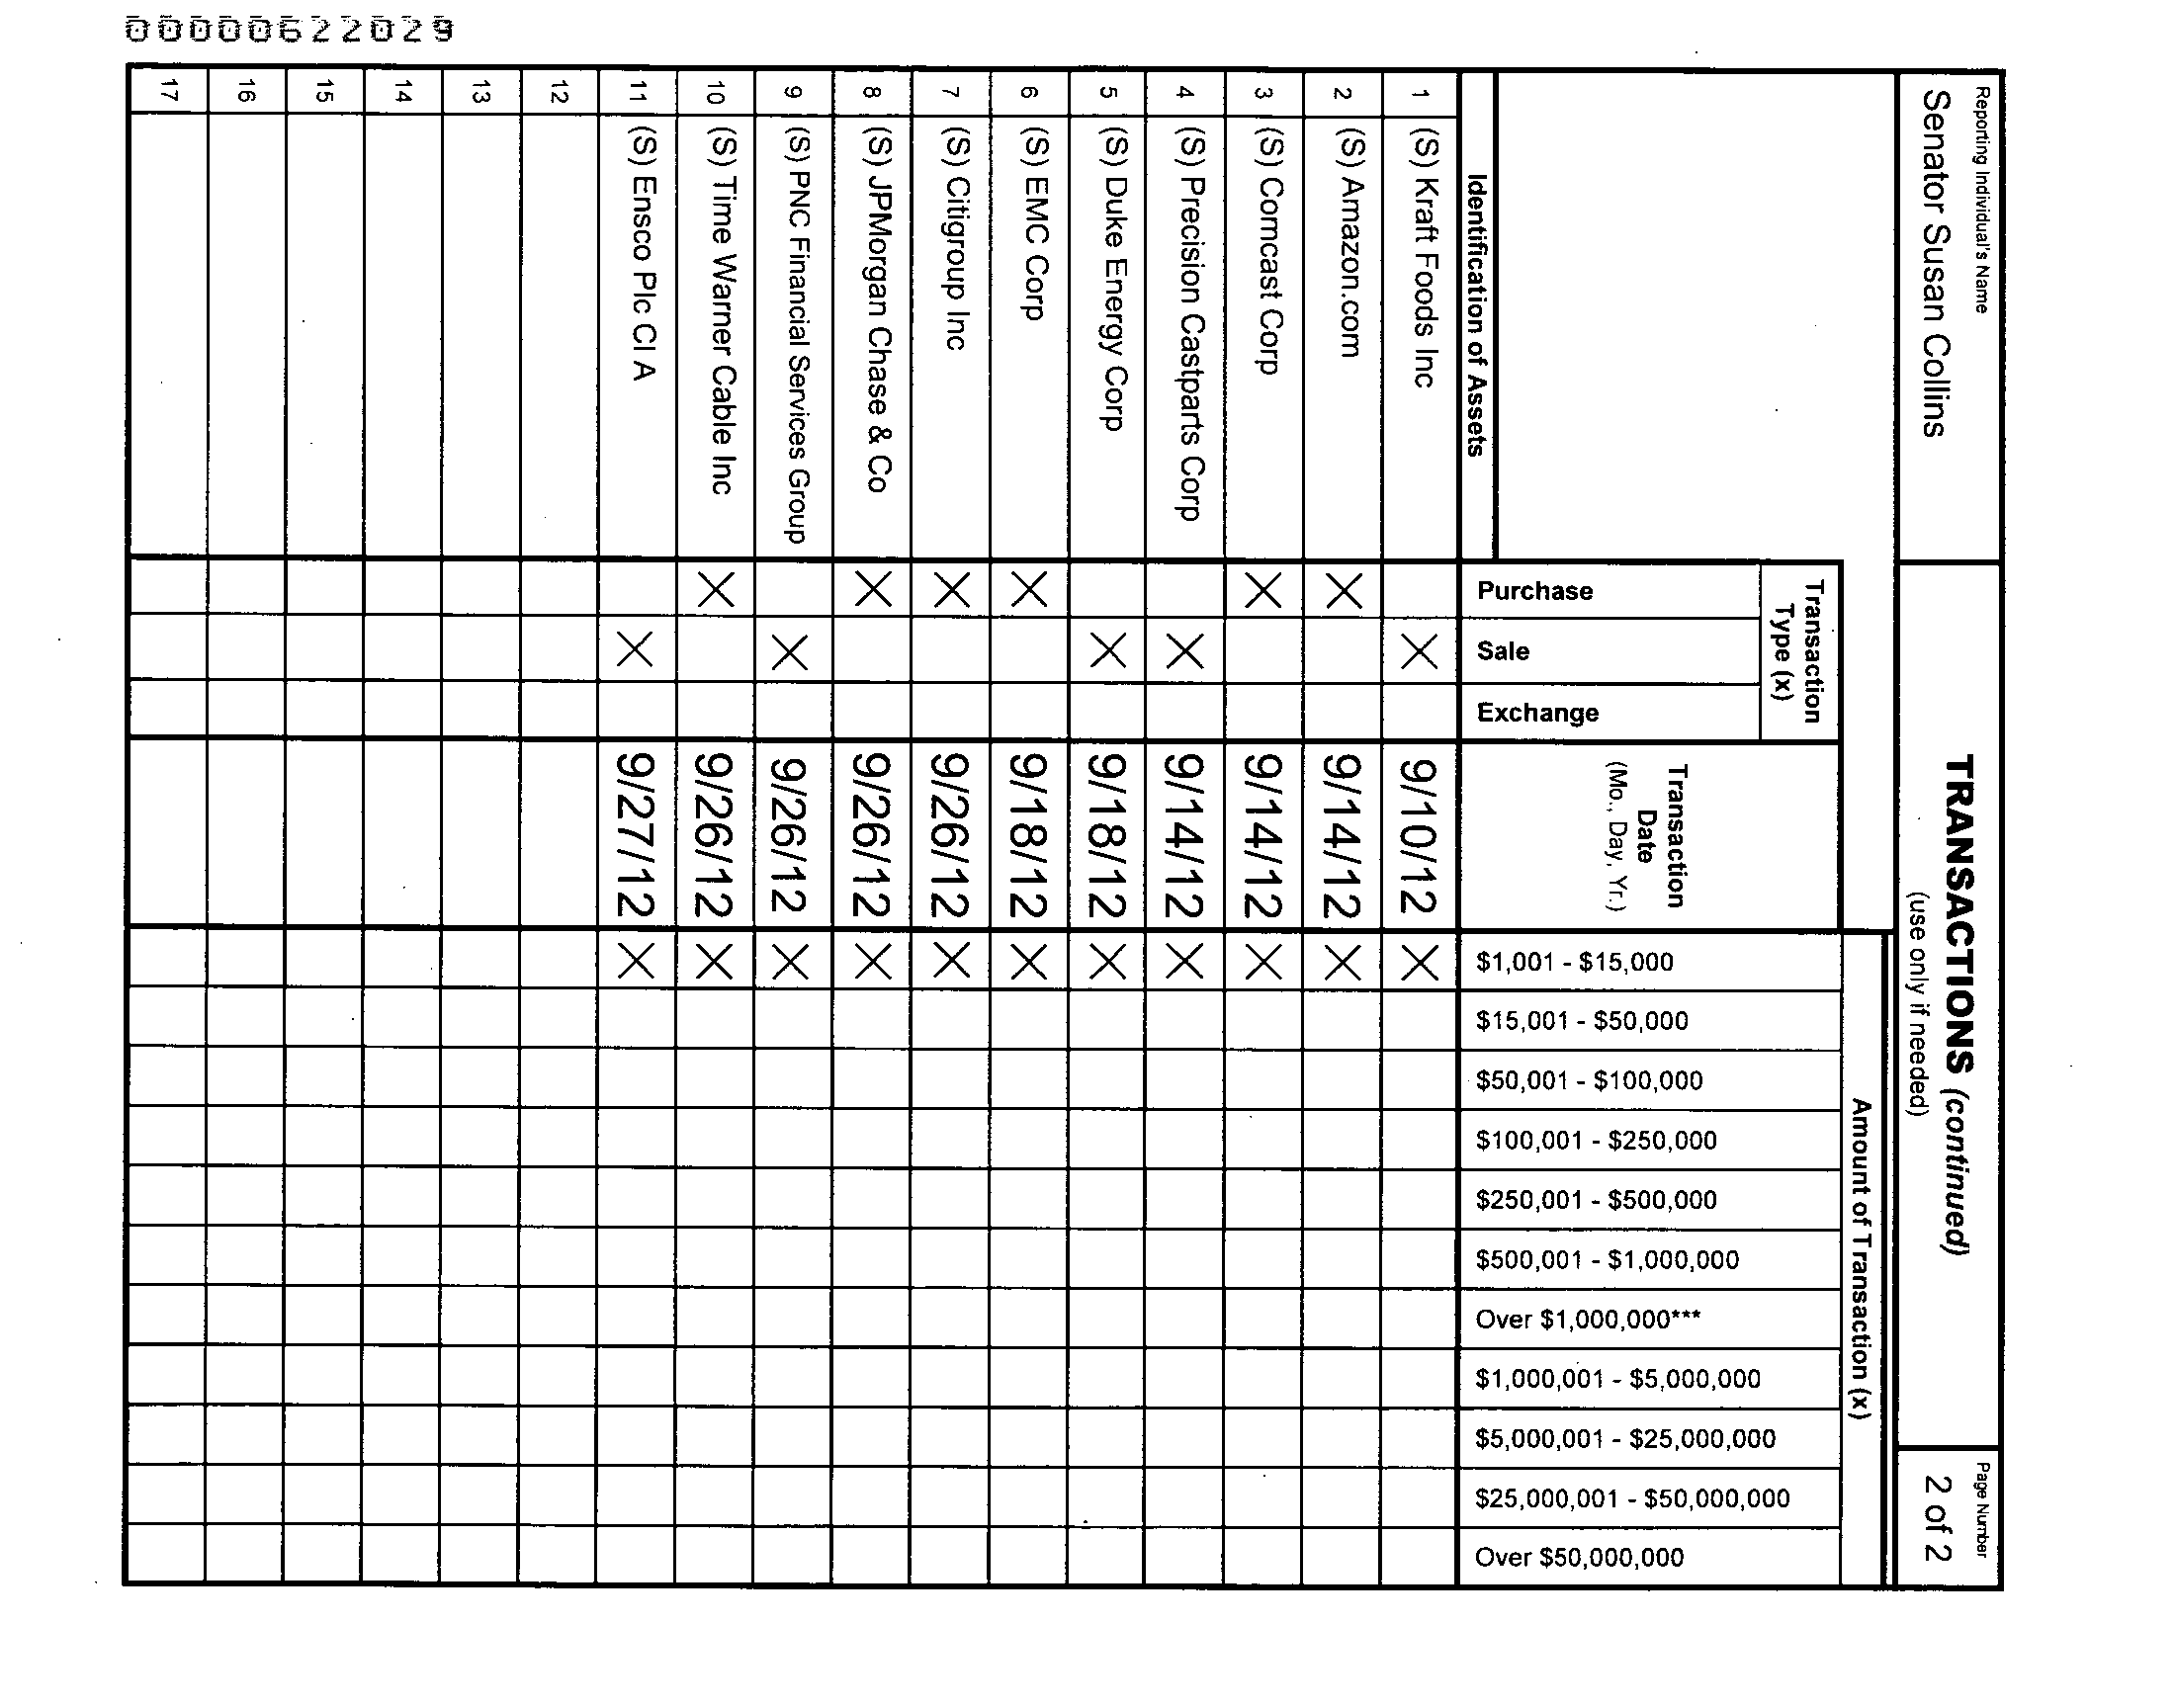 00000622029
Reporting Individual's Name
Senator Susan Collins
TRANSACTIONS (continued)
(use only if needed)
Page Number
2 of 2
Identification of Assets
Transaction
Type (x)
Purchase
Sale
Exchange
Transaction
Date
(Mo., Day, Yr.)
Amount of Transaction (x)
$1,001 - $15,000
$15,001 - $50,000
$50,001 - $100,000
$100,001 - $250,000
$250,001 - $500,000
$500,001 - $1,000,000
Over $1,000,000***
$1,000,001 - $5,000,000
$5,000,001 - $25,000,000
$25,000,001 - $50,000,000
Over $50,000,000
1 (S) Kraft Foods Inc X 9/10/12 X
2 (S) Amazon.com X 9/14/12 X
3 (S) Comcast Corp X 9/14/12 X
4 (S) Precision Castparts Corp X 9/14/12 X
5 (S) Duke Energy Corp X 9/18/12 X
6 (S) EMC Corp X 9/18/12 X
7 (S) Citigroup Inc X 9/26/12 X
8 (S) JPMorgan Chase & Co X 9/26/12 X
9 (S) PNC Financial Services Group X 9/26/12 X
10 (S) Time Warner Cable Inc X 9/26/12 X
11 (S) Ensco Plc Cl A X 9/27/12 X
12
13
14
15
16
17